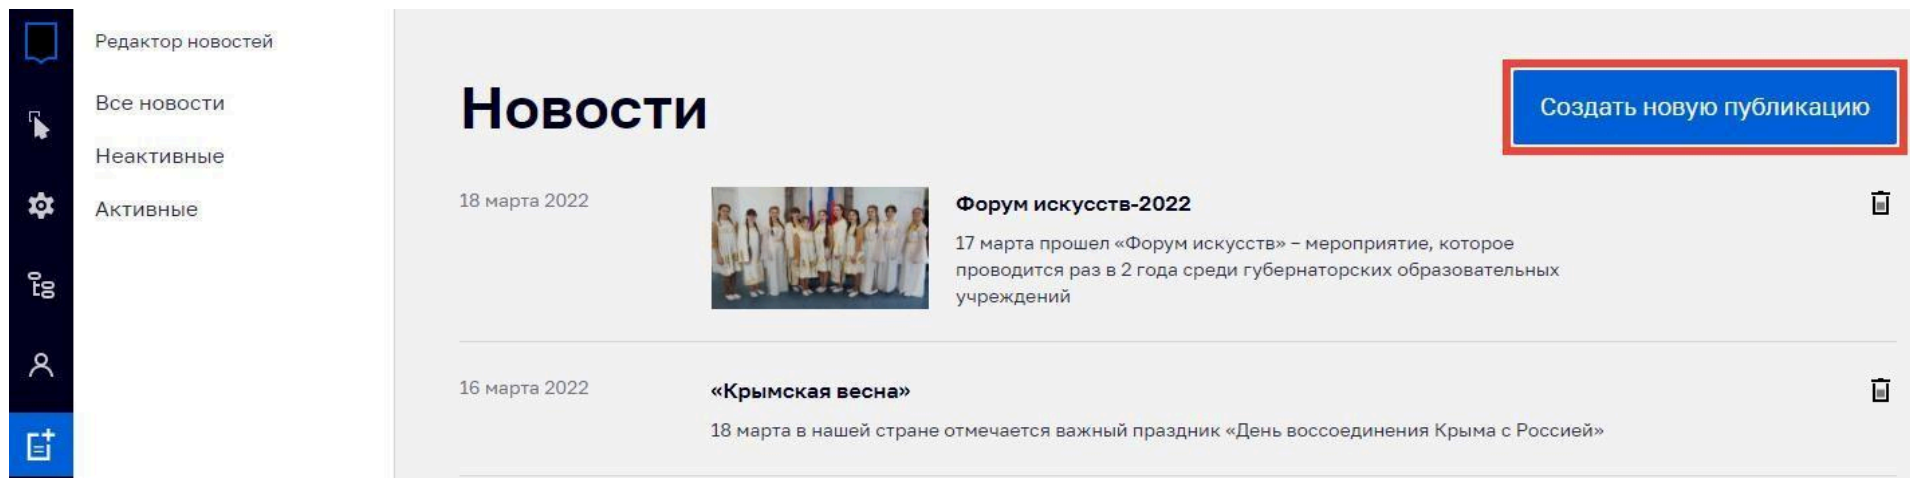 Редактор новостей
Все новости
Неактивные
Активные
Новости
Создать новую публикацию
18 марта 2022
Форум искусств-2022
17 марта прошел «Форум искусств» – мероприятие, которое
проводится раз в 2 года среди губернаторских образовательных
учреждений
16 марта 2022
«Крымская весна»
18 марта в нашей стране отмечается важный праздник «День воссоединения Крыма с Россией»